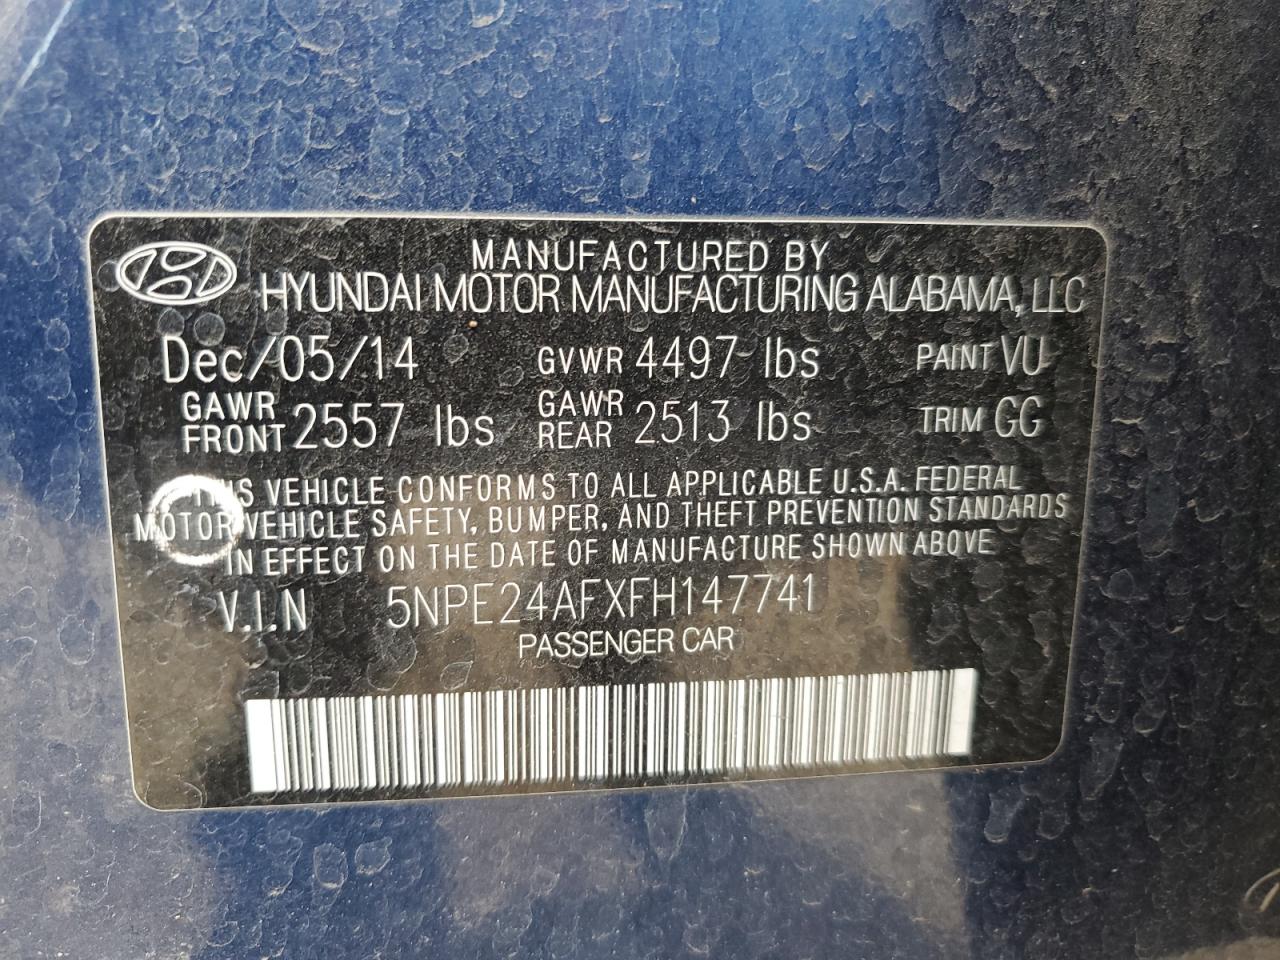 MANUFACTURED BY
HYUNDAI MOTOR MANUFACTURING ALABAMA, LLC
Dec/05/14 GVWR 4497 lbs PAINT VU
GAWR FRONT 2557 lbs GAWR REAR 2513 lbs TRIM GG
THIS VEHICLE CONFORMS TO ALL APPLICABLE U.S.A. FEDERAL
MOTOR VEHICLE SAFETY, BUMPER, AND THEFT PREVENTION STANDARDS
IN EFFECT ON THE DATE OF MANUFACTURE SHOWN ABOVE
V.I.N 5NPE24AFXFH147741
PASSENGER CAR